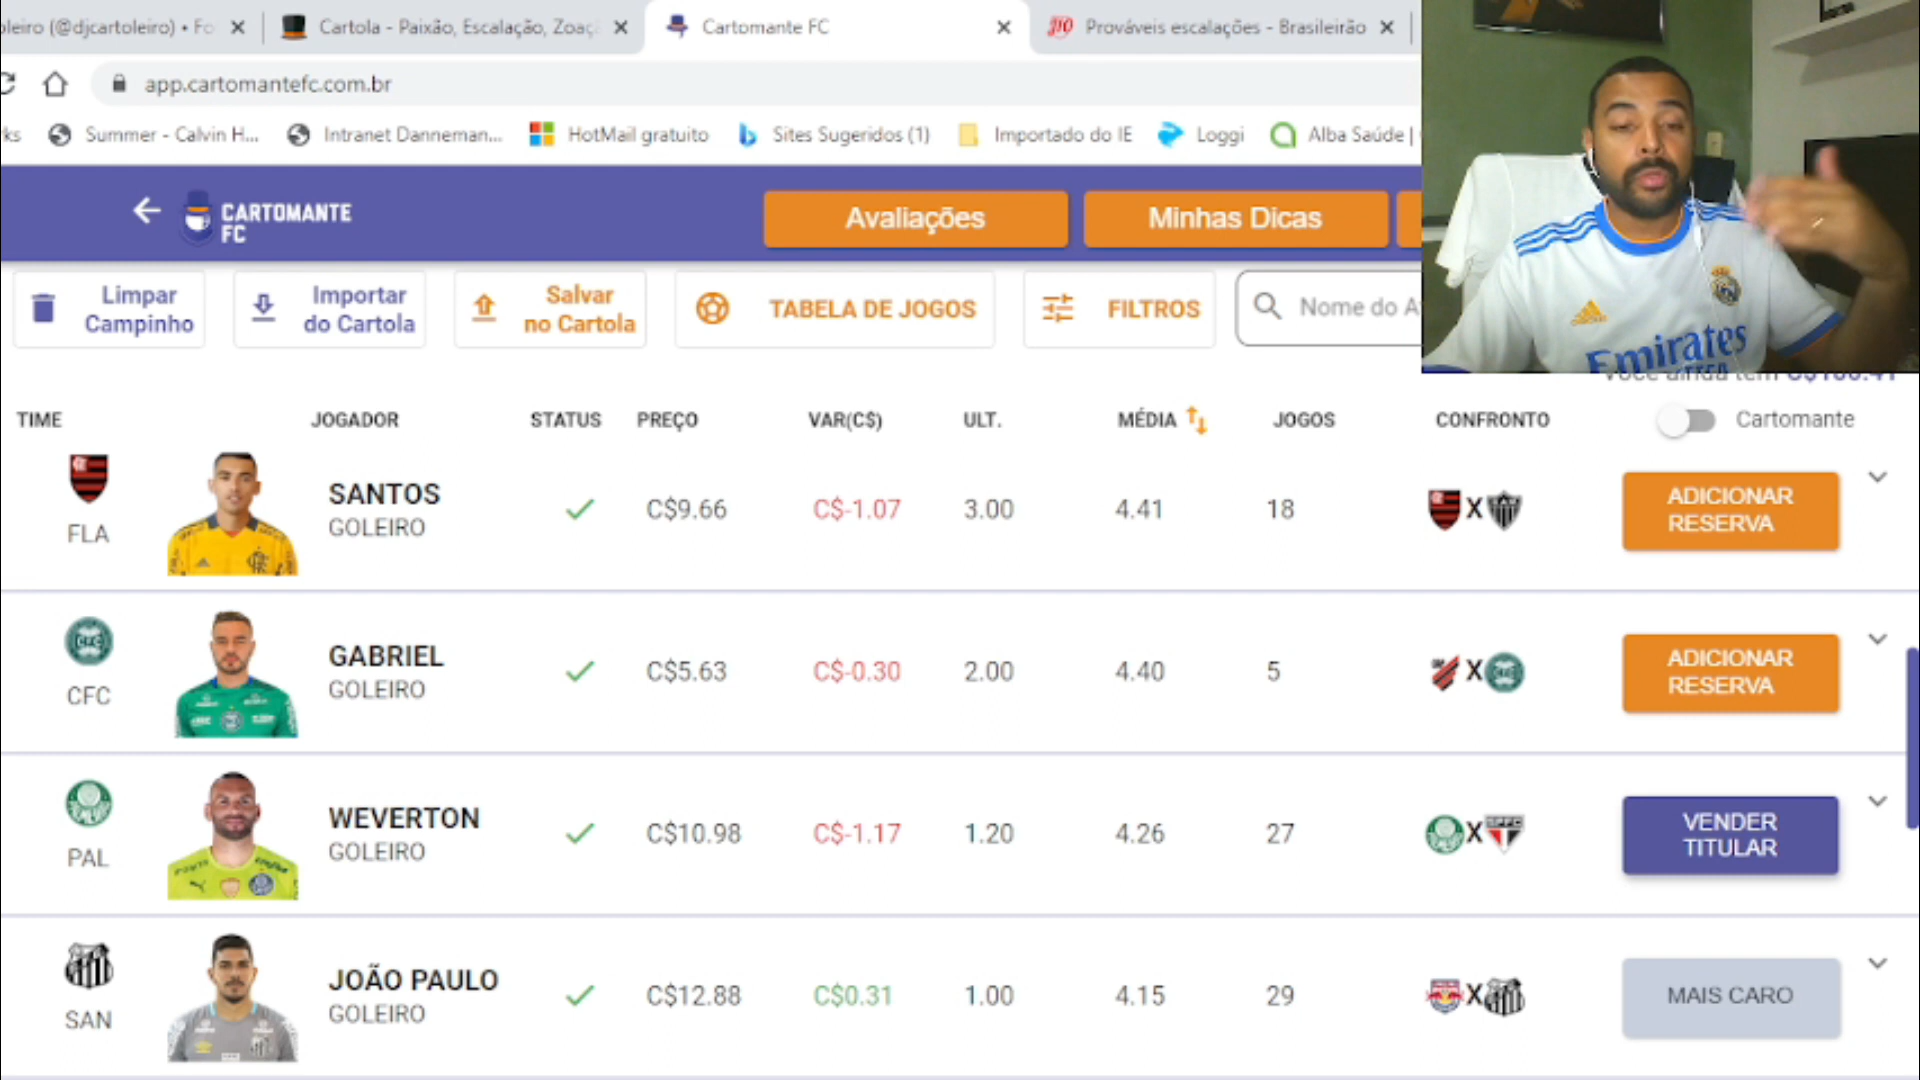 oleiro (@djcartoleiro) • Fo
Cartola - Paixão, Escalação, Zoaç
Cartomante FC
Prováveis escalações - Brasileirão
app.cartomantefc.com.br
ks
Summer - Calvin H...
Intranet Danneman...
HotMail gratuito
Sites Sugeridos (1)
Importado do IE
Loggi
Alba Saúde |
CARTOMANTE
FC
Avaliações
Minhas Dicas
Limpar
Campinho
Importar
do Cartola
Salvar
no Cartola
TABELA DE JOGOS
FILTROS
Nome do A
Emirates
Você ainda tem
TIME
JOGADOR
STATUS
PREÇO
VAR(C$)
ULT.
MÉDIA
JOGOS
CONFRONTO
Cartomante
FLA
SANTOS
GOLEIRO
C$9.66
C$-1.07
3.00
4.41
18
X
ADICIONAR
RESERVA
CFC
GABRIEL
GOLEIRO
C$5.63
C$-0.30
2.00
4.40
5
X
ADICIONAR
RESERVA
PAL
WEVERTON
GOLEIRO
C$10.98
C$-1.17
1.20
4.26
27
X
VENDER
TITULAR
SAN
JOÃO PAULO
GOLEIRO
C$12.88
C$0.31
1.00
4.15
29
X
MAIS CARO